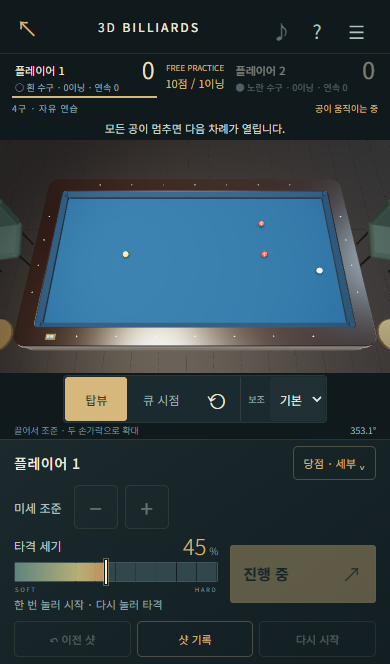 3D BILLIARDS
?
플레이어 1 0
흰 수구 · 0이닝 · 연속 0
FREE PRACTICE
10점 / 1이닝
플레이어 2 0
노란 수구 · 0이닝 · 연속 0
4구 · 자유 연습
공이 움직이는 중
모든 공이 멈추면 다음 차례가 열립니다.
탑뷰
큐 시점
보조
기본
끌어서 조준 · 두 손가락으로 확대
353.1°
플레이어 1
당점 · 세부
미세 조준
−
+
타격 세기
45 %
SOFT
HARD
진행 중 ↗
한 번 눌러 시작 · 다시 눌러 타격
↶ 이전 샷
샷 기록
다시 시작